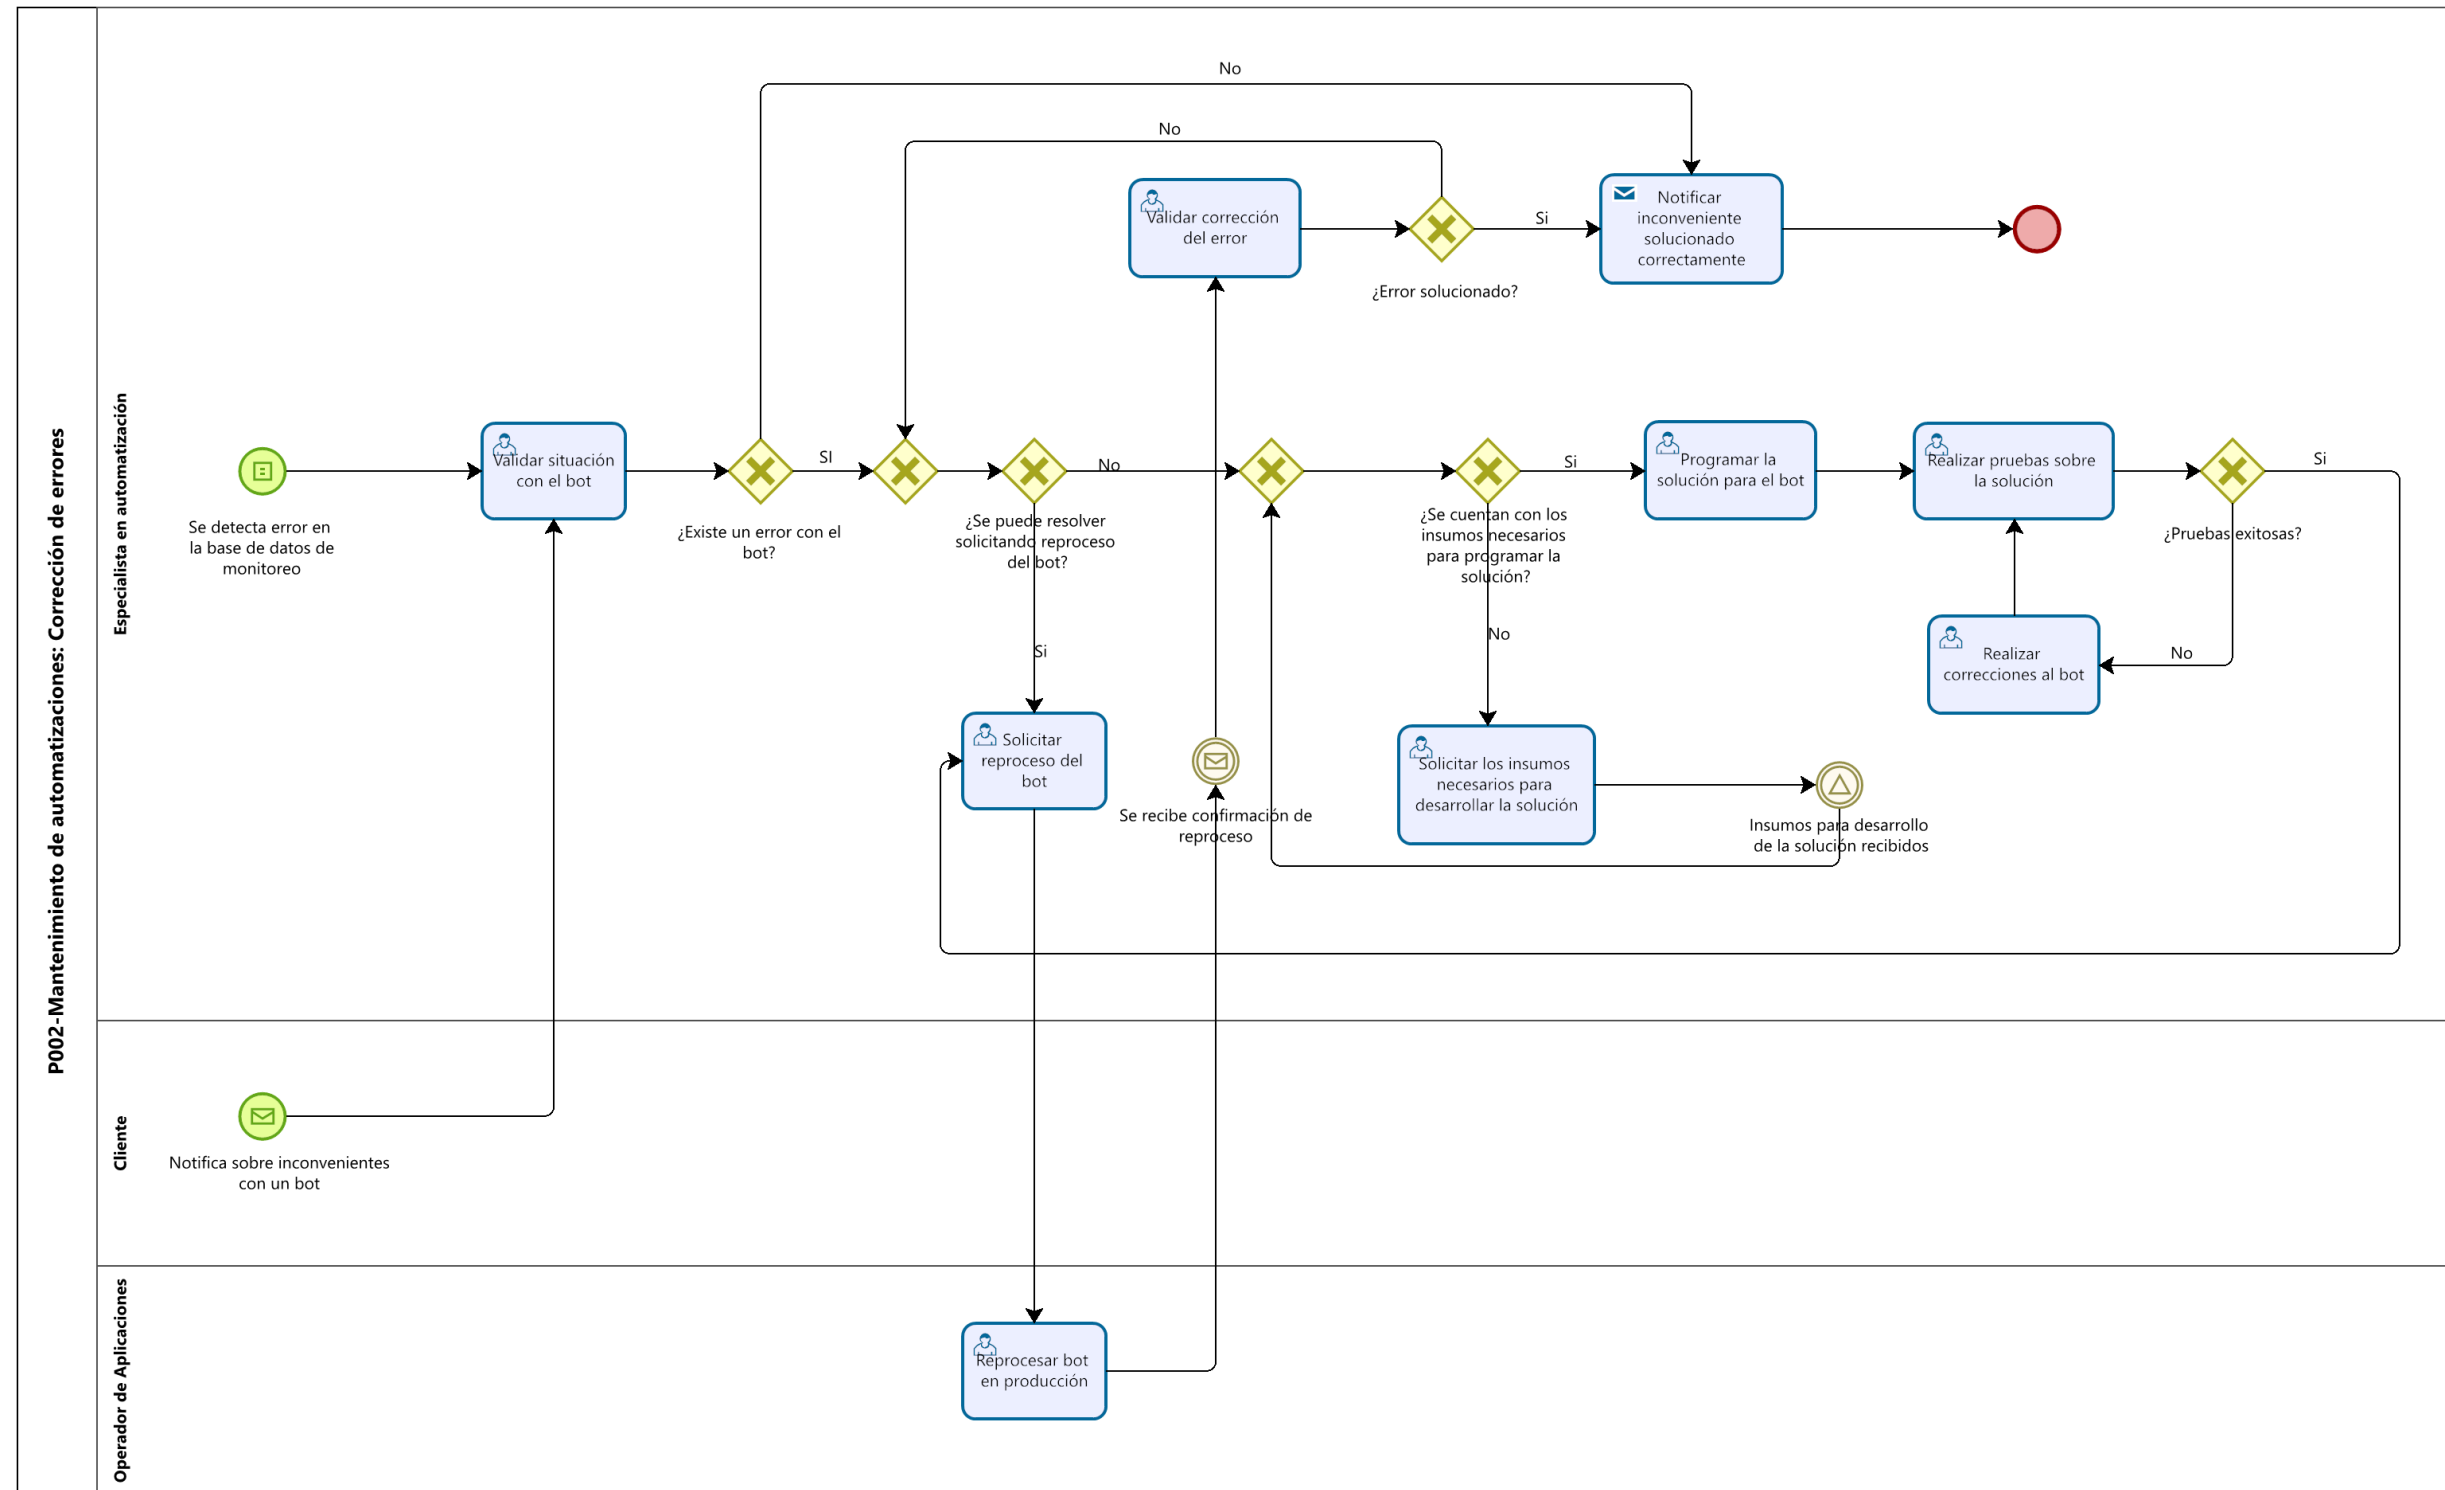 P002-Mantenimiento de automatizaciones: Corrección de errores
Especialista en automatización
No
No
Validar corrección
del error
Si
¿Error solucionado?
Notificar
inconveniente
solucionado
correctamente
Se detecta error en
la base de datos de
monitoreo
Validar situación
con el bot
¿Existe un error con el
bot?
SI
¿Se puede resolver
solicitando reproceso
del bot?
No
Si
¿Se cuentan con los
insumos necesarios
para programar la
solución?
Si
No
Programar la
solución para el bot
Realizar pruebas sobre
la solución
¿Pruebas exitosas?
Si
No
Realizar
correcciones al bot
Solicitar
reproceso del
bot
Se recibe confirmación de
reproceso
Solicitar los insumos
necesarios para
desarrollar la solución
Insumos para desarrollo
de la solución recibidos
Cliente
Notifica sobre inconvenientes
con un bot
Operador de Aplicaciones
Reprocesar bot
en producción